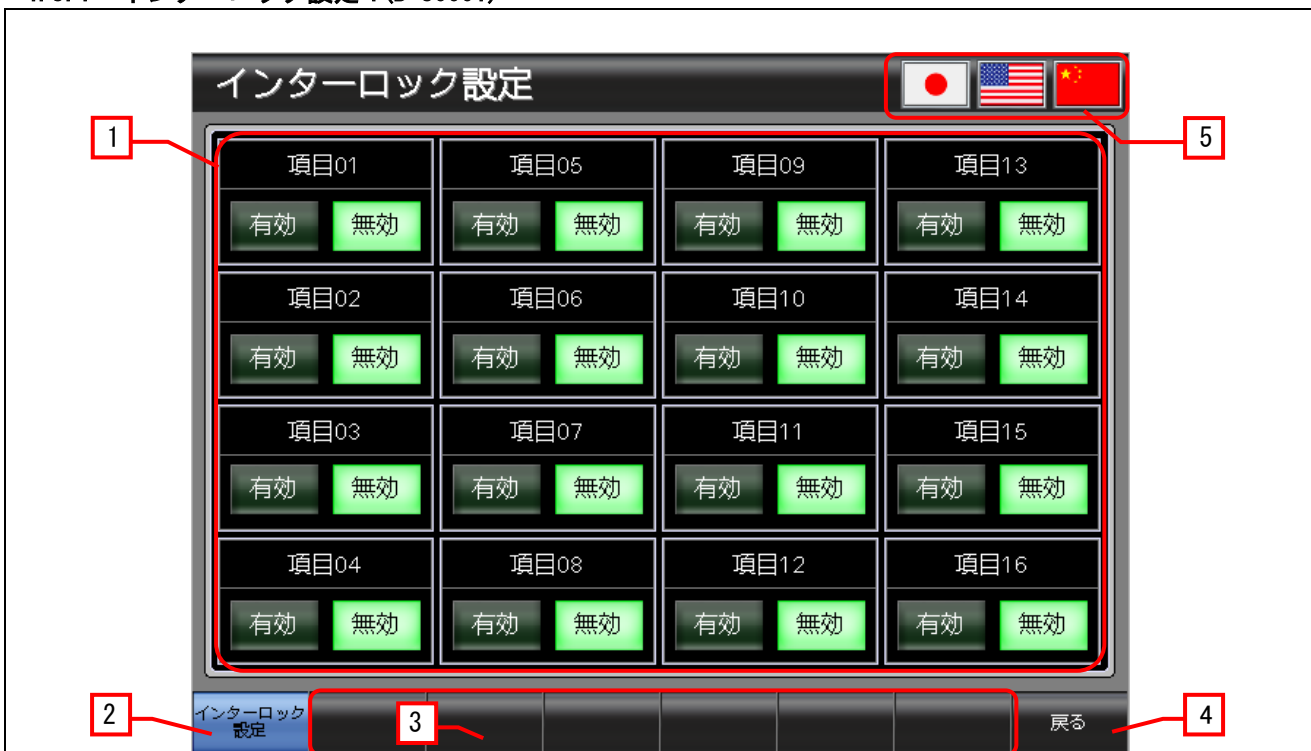 インターロック設定
1
5
項目01 項目05 項目09 項目13
有効 無効 有効 無効 有効 無効 有効 無効
項目02 項目06 項目10 項目14
有効 無効 有効 無効 有効 無効 有効 無効
項目03 項目07 項目11 項目15
有効 無効 有効 無効 有効 無効 有効 無効
項目04 項目08 項目12 項目16
有効 無効 有効 無効 有効 無効 有効 無効
2
インターロック
設定
3
戻る
4